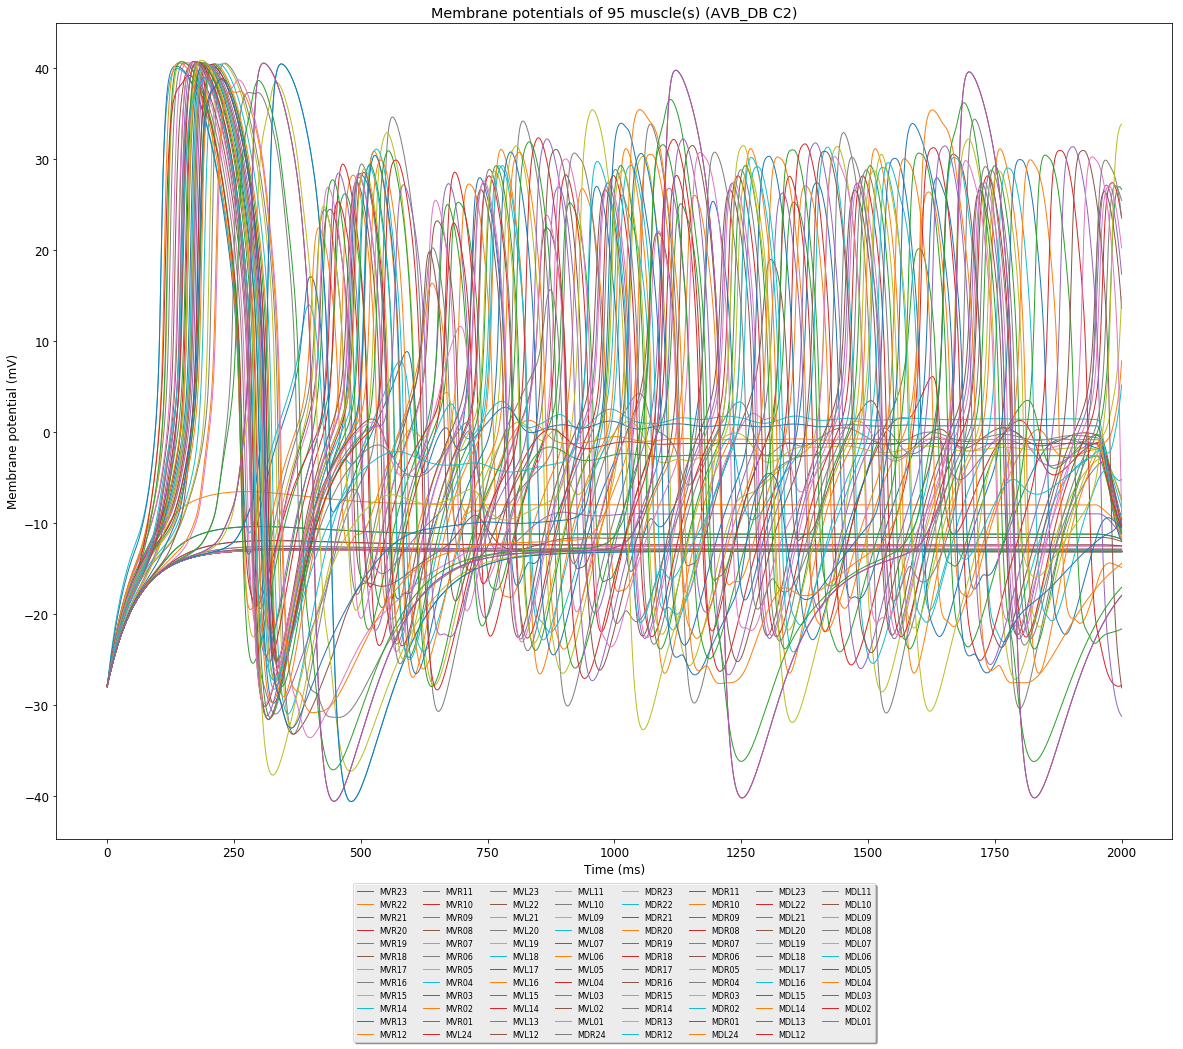 Membrane potentials of 95 muscle(s) (AVB_DB C2)
40
30
20
10
0
−10
−20
−30
−40
Membrane potential (mV)
0 250 500 750 1000 1250 1500 1750 2000
Time (ms)
MVR23 MVR11 MVL23 MVL11 MDR23 MDR11 MDL23 MDL11
MVR22 MVR10 MVL22 MVL10 MDR22 MDR10 MDL22 MDL10
MVR21 MVR09 MVL21 MVL09 MDR21 MDR09 MDL21 MDL09
MVR20 MVR08 MVL20 MVL08 MDR20 MDR08 MDL20 MDL08
MVR19 MVR07 MVL19 MVL07 MDR19 MDR07 MDL19 MDL07
MVR18 MVR06 MVL18 MVL06 MDR18 MDR06 MDL18 MDL06
MVR17 MVR05 MVL17 MVL05 MDR17 MDR05 MDL17 MDL05
MVR16 MVR04 MVL16 MVL04 MDR16 MDR04 MDL16 MDL04
MVR15 MVR03 MVL15 MVL03 MDR15 MDR03 MDL15 MDL03
MVR14 MVR02 MVL14 MVL02 MDR14 MDR02 MDL14 MDL02
MVR13 MVR01 MVL13 MVL01 MDR13 MDR01 MDL13 MDL01
MVR12 MVL24 MVL12 MDR24 MDR12 MDL24 MDL12